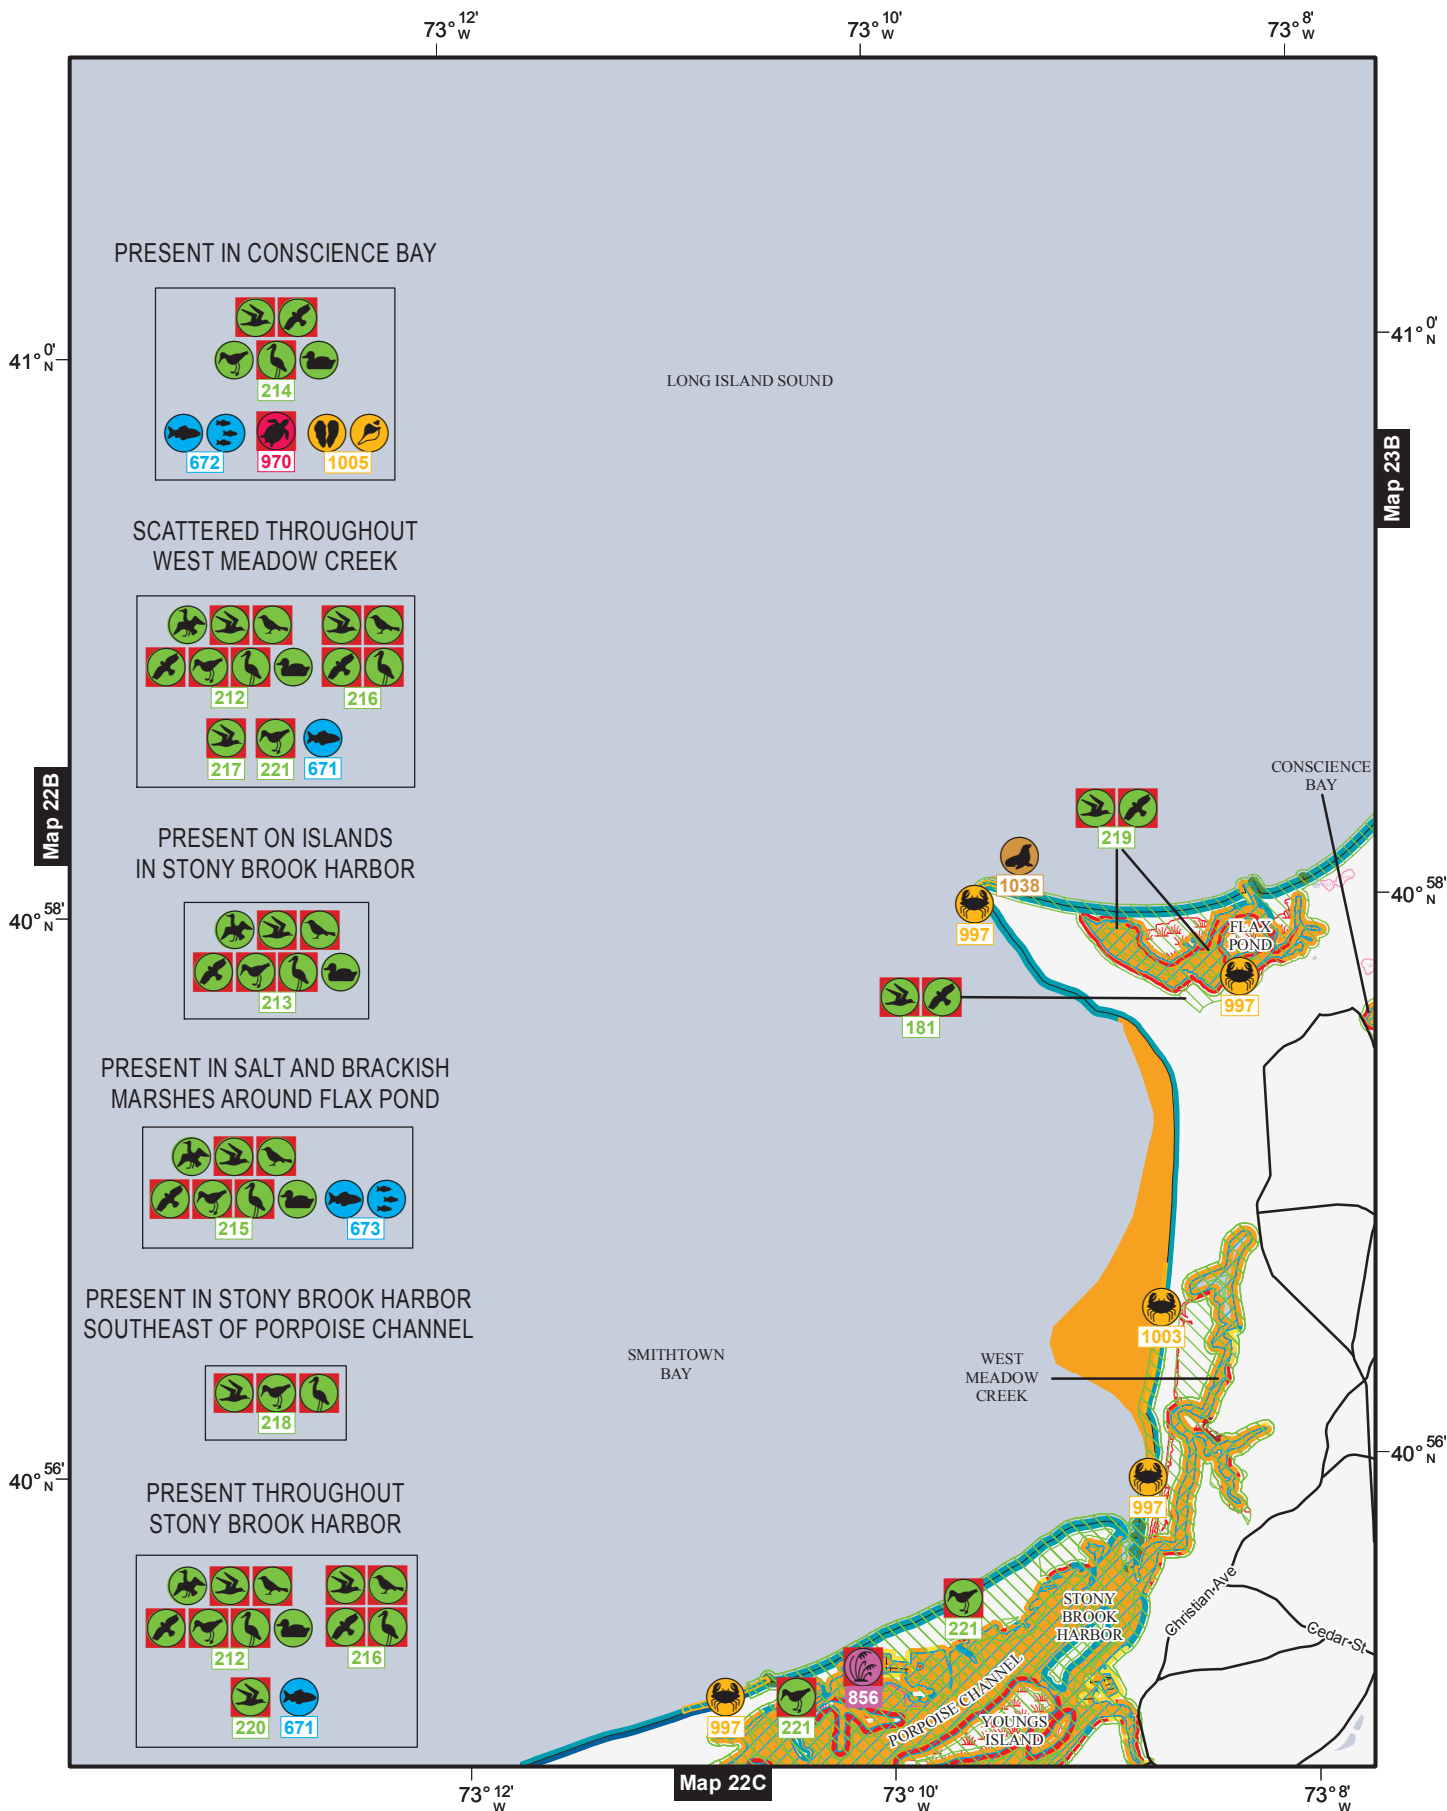 73° 12' W
73° 10' W
73° 8' W
PRESENT IN CONSCIENCE BAY
214
672
970
1005
41° 0' N
LONG ISLAND SOUND
41° 0' N
Map 23B
SCATTERED THROUGHOUT
WEST MEADOW CREEK
212
216
217
221
671
Map 22B
CONSCIENCE
BAY
PRESENT ON ISLANDS
IN STONY BROOK HARBOR
213
40° 58' N
219
1038
997
FLAX
POND
997
181
40° 58' N
PRESENT IN SALT AND BRACKISH
MARSHES AROUND FLAX POND
215
673
PRESENT IN STONY BROOK HARBOR
SOUTHEAST OF PORPOISE CHANNEL
218
SMITHTOWN
BAY
1003
WEST
MEADOW
CREEK
40° 56' N
997
40° 56' N
PRESENT THROUGHOUT
STONY BROOK HARBOR
212
216
220
671
221
STONY
BROOK
HARBOR
Christian Ave
Cedar St
856
997
221
PORPOISE CHANNEL
YOUNGS
ISLAND
Map 22C
73° 12' W
73° 10' W
73° 8' W